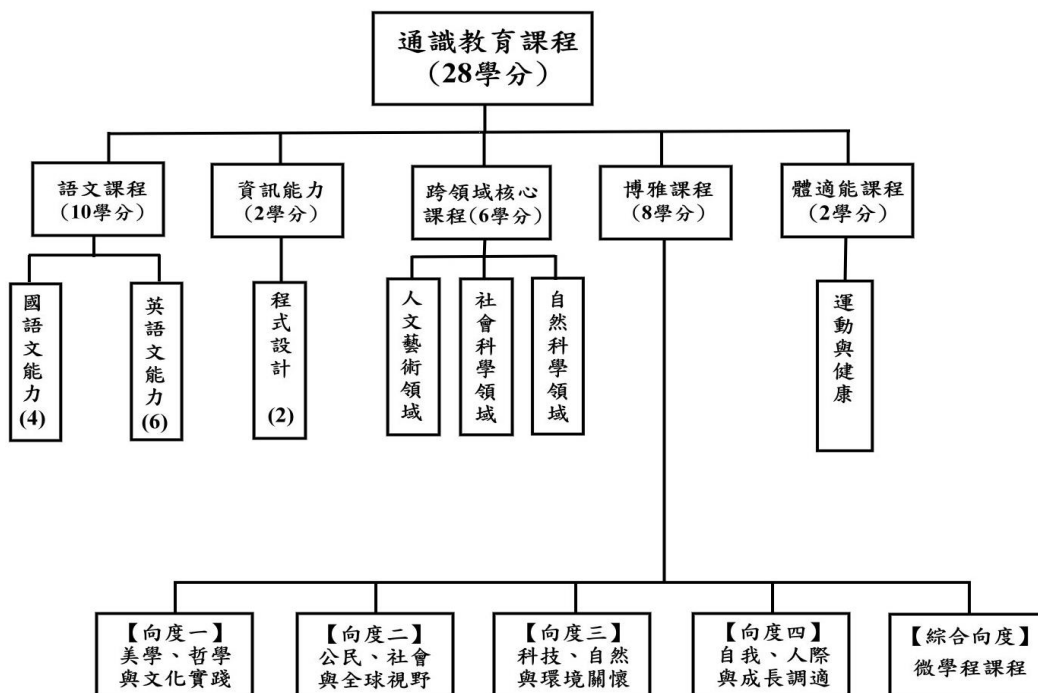 通識教育課程
(28學分)
語文課程
(10學分)
資訊能力
(2學分)
跨領域核心
課程(6學分)
博雅課程
(8學分)
體適能課程
(2學分)
國語文能力(4)
英語文能力(6)
程式設計(2)
人文藝術領域
社會科學領域
自然科學領域
運動與健康
【向度一】
美學、哲學
與文化實踐
【向度二】
公民、社會
與全球視野
【向度三】
科技、自然
與環境關懷
【向度四】
自我、人際
與成長調適
【綜合向度】
微學程課程